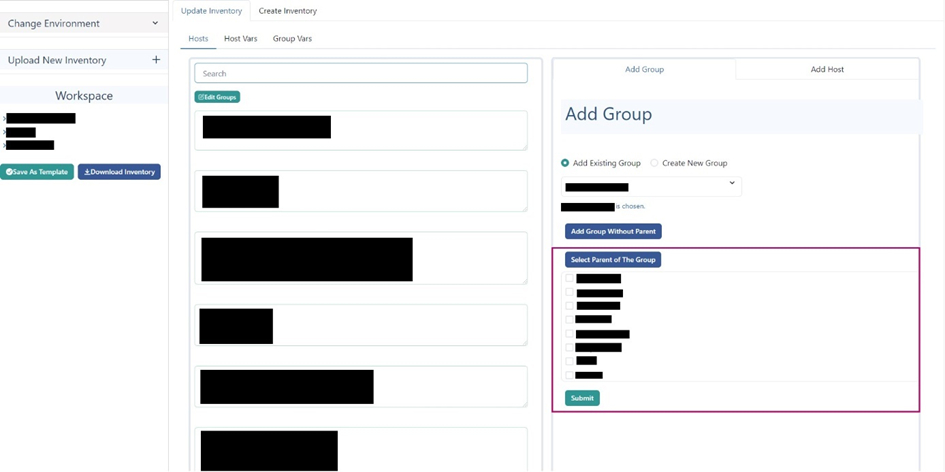 Change Environment
Upload New Inventory
Workspace
Save As Template
Download Inventory
Update Inventory
Create Inventory
Hosts
Host Vars
Group Vars
Search
Edit Groups
Add Group
Add Host
Add Group
Add Existing Group
Create New Group
is chosen.
Add Group Without Parent
Select Parent of The Group
Submit